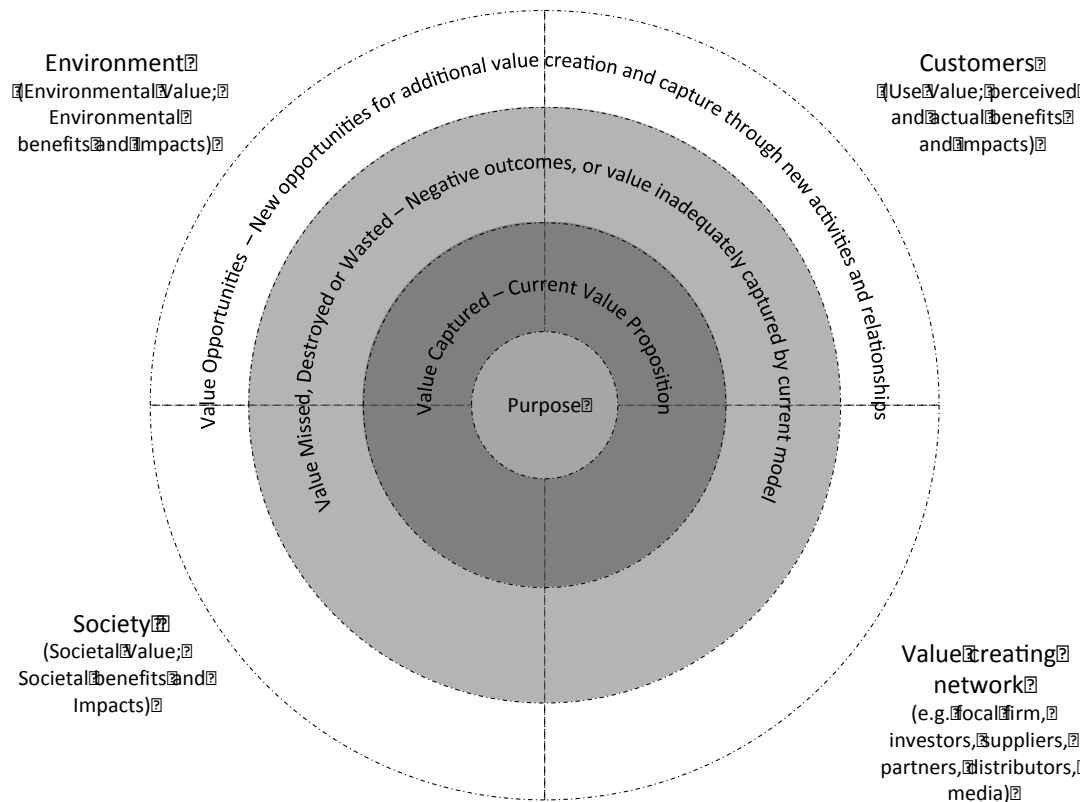 Environment
(Environmental Value;
Environmental
benefits and Impacts)
Customers
(Use Value; perceived
and actual benefits
and Impacts)
Value Opportunities – New opportunities for additional value creation and capture through new activities and relationships
Value Missed, Destroyed or Wasted – Negative outcomes, or value inadequately captured by current model
Value Captured – Current Value Proposition
Purpose
Society
(Societal Value;
Societal benefits and
Impacts)
Value creating
network
(e.g. focal firm,
investors, suppliers,
partners, distributors,
media)